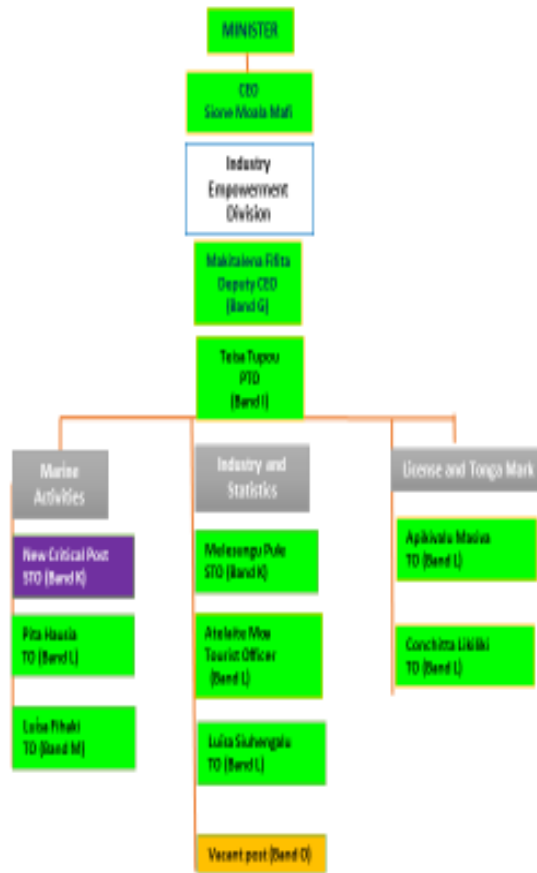 MINISTER
CEO
Sione Moala Mafi
Industry
Empowerment
Division
Makitalena Fifita
Deputy CEO
(Band G)
Teisa Tupou
PTO
(Band I)
Marine
Activities
Industry and
Statistics
License and Tonga Mark
New Critical Post
STO (Band K)
Pita Hausia
TO (Band L)
Luisa
TO (Band M)
Melesungu Pule
STO (Band K)
Atelaite Moa
Tourist Officer
(Band L)
Luisa Siuhengalu
TO (Band L)
Vacant post (Band O)
Apikivalu
TO (Band L)
Conchitta Likiliki
TO (Band L)